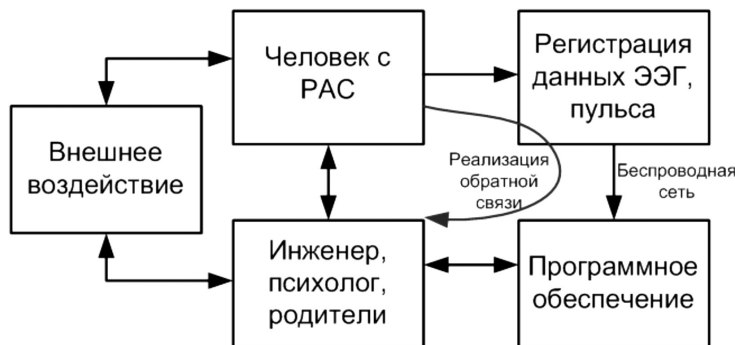 Человек с
РАС
Регистрация
данных ЭЭГ,
пульса
Внешнее
воздействие
Реализация
обратной
связи
Беспроводная
сеть
Инженер,
психолог,
родители
Программное
обеспечение